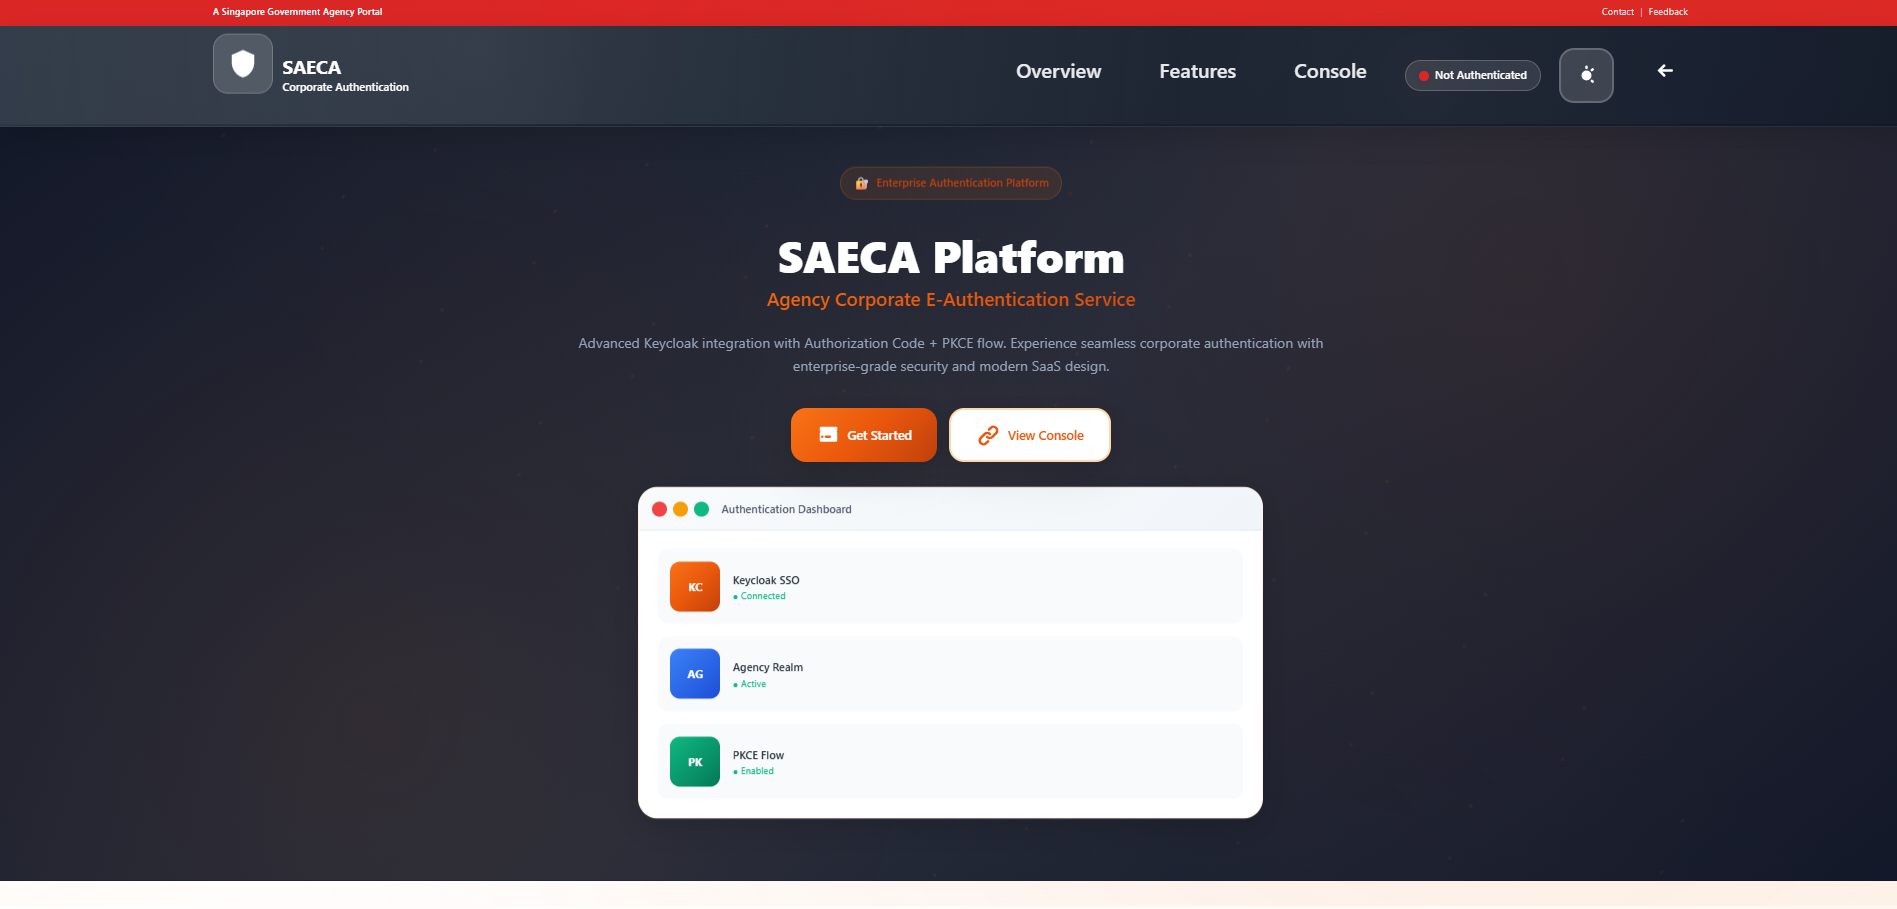 A Singapore Government Agency Portal
Contact | Feedback
SAECA
Corporate Authentication
Overview
Features
Console
Not Authenticated
Enterprise Authentication Platform
SAECA Platform
Agency Corporate E-Authentication Service
Advanced Keycloak integration with Authorization Code + PKCE flow. Experience seamless corporate authentication with
enterprise-grade security and modern SaaS design.
Get Started
View Console
Authentication Dashboard
KC
Keycloak SSO
● Connected
AG
Agency Realm
● Active
PK
PKCE Flow
● Enabled